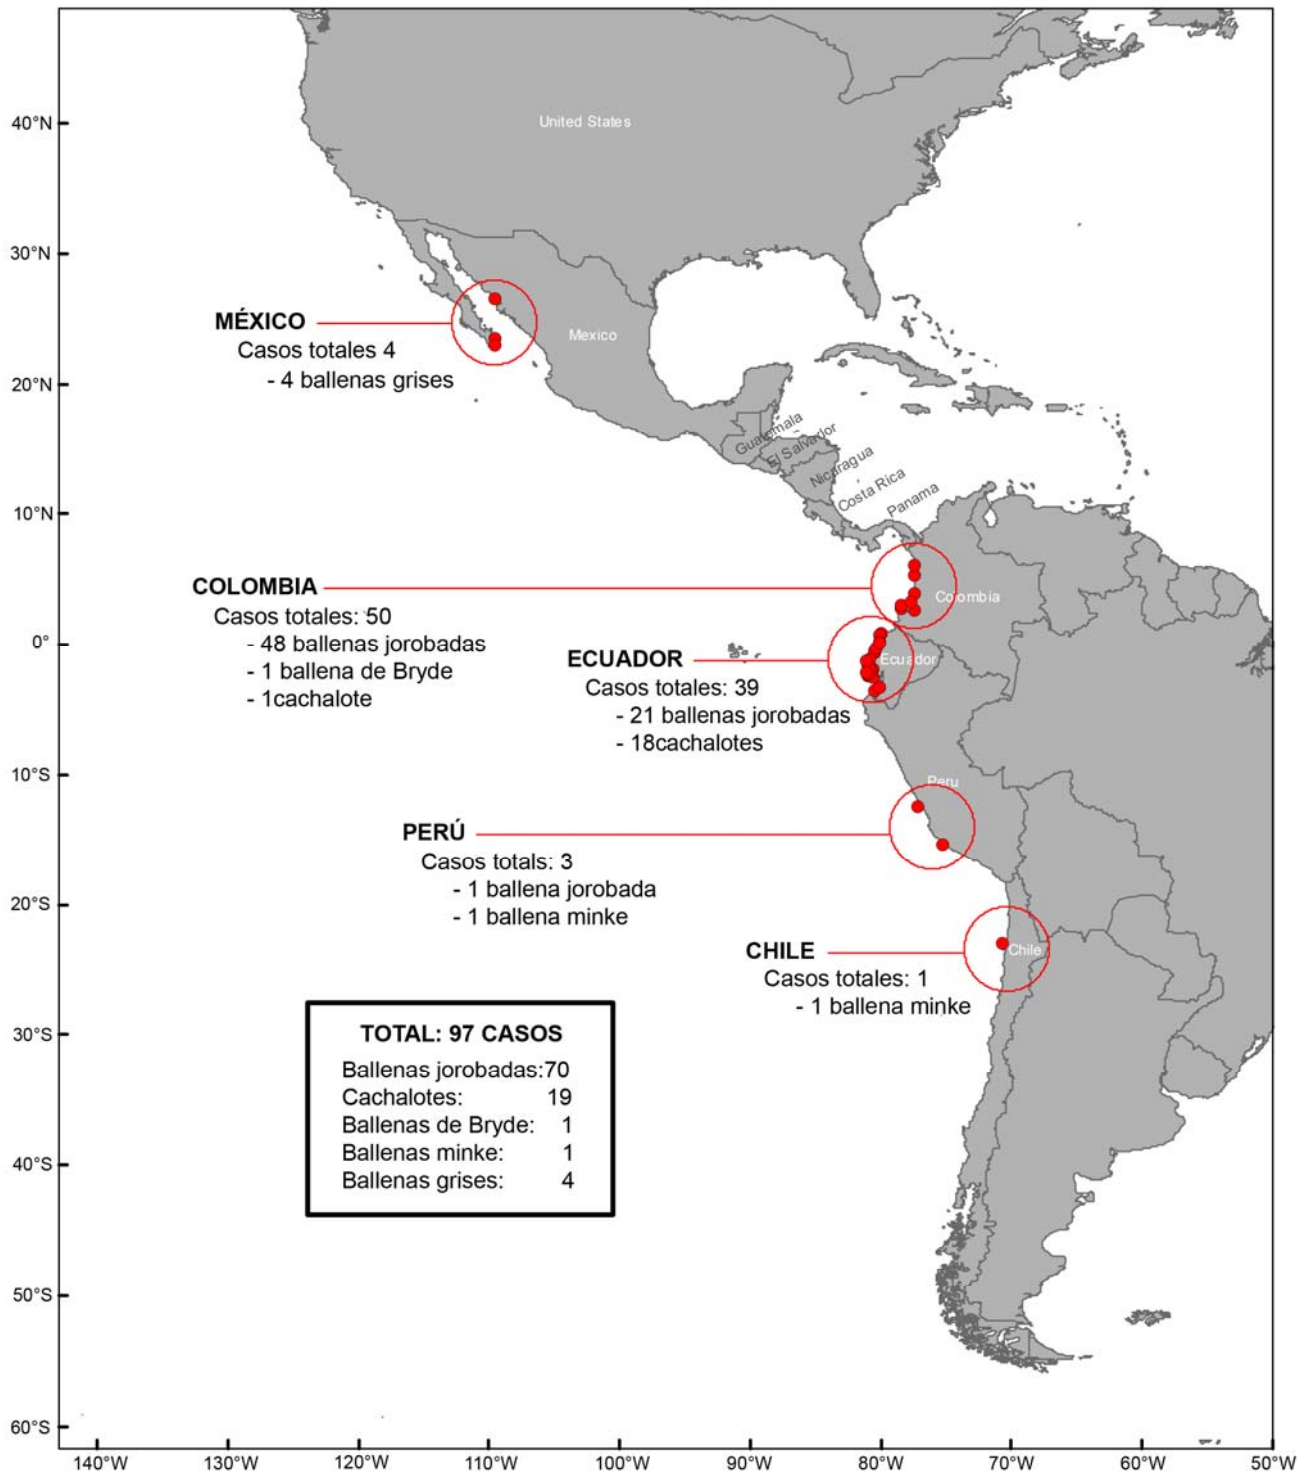 40°N
30°N
20°N
10°N
0°
10°S
20°S
30°S
40°S
50°S
60°S
140°W
130°W
120°W
110°W
100°W
90°W
80°W
70°W
60°W
50°W
United States
Mexico
Guatemala
El Salvador
Nicaragua
Costa Rica
Panama
Colombia
Ecuador
Peru
Chile
MÉXICO
Casos totales 4
- 4 ballenas grises
COLOMBIA
Casos totales: 50
- 48 ballenas jorobadas
- 1 ballena de Bryde
- 1cachalote
ECUADOR
Casos totales: 39
- 21 ballenas jorobadas
- 18cachalotes
PERÚ
Casos totals: 3
- 1 ballena jorobada
- 1 ballena minke
CHILE
Casos totales: 1
- 1 ballena minke
TOTAL: 97 CASOS
Ballenas jorobadas:70
Cachalotes: 19
Ballenas de Bryde: 1
Ballenas minke: 1
Ballenas grises: 4